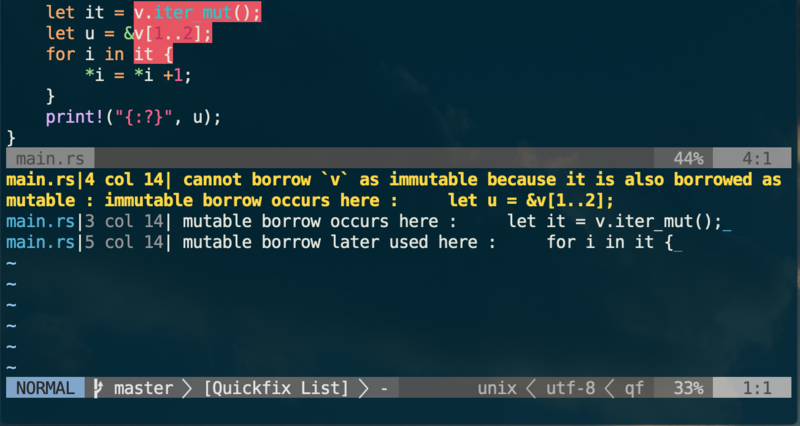 let it = v.iter_mut();
let u = &v[1..2];
for i in it {
*i = *i +1;
}
print!("{:?}", u);
}
main.rs 44% 4:1
main.rs|4 col 14| cannot borrow `v` as immutable because it is also borrowed as
mutable : immutable borrow occurs here :     let u = &v[1..2];
main.rs|3 col 14| mutable borrow occurs here :     let it = v.iter_mut();_
main.rs|5 col 14| mutable borrow later used here :     for i in it {_
~
~
~
~
~
~
NORMAL master > [Quickfix List] > - unix < utf-8 < qf 33% 1:1